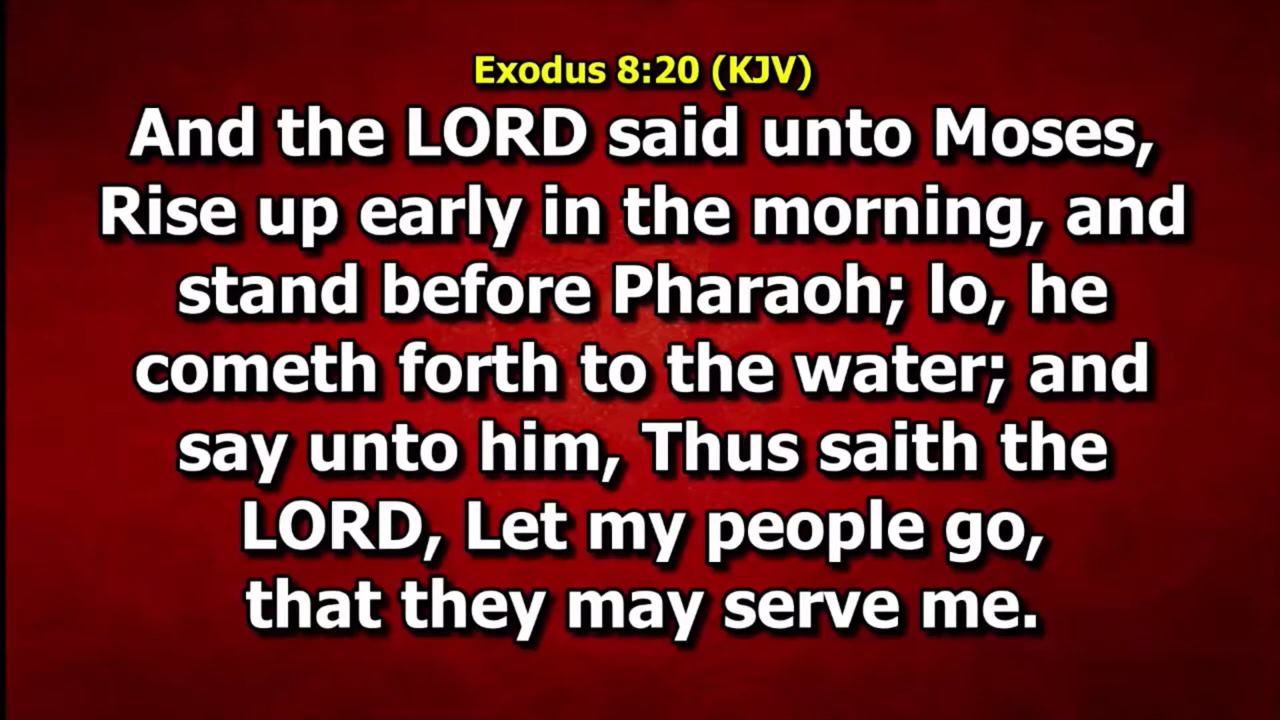 Exodus 8:20 (KJV)
And the LORD said unto Moses,
Rise up early in the morning, and
stand before Pharaoh; lo, he
cometh forth to the water; and
say unto him, Thus saith the
LORD, Let my people go,
that they may serve me.